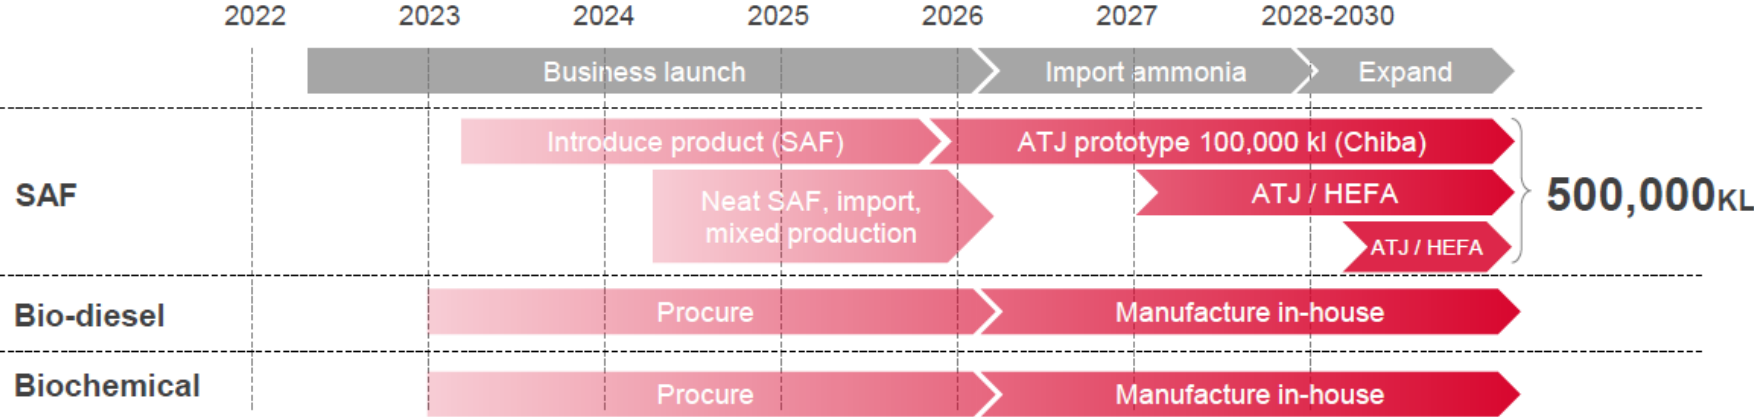 2022 2023 2024 2025 2026 2027 2028-2030
Business launch Import ammonia Expand
Introduce product (SAF) ATJ prototype 100,000 kl (Chiba)
SAF
Neat SAF, import,
mixed production
ATJ / HEFA
500,000KL
ATJ / HEFA
Bio-diesel Procure Manufacture in-house
Biochemical Procure Manufacture in-house